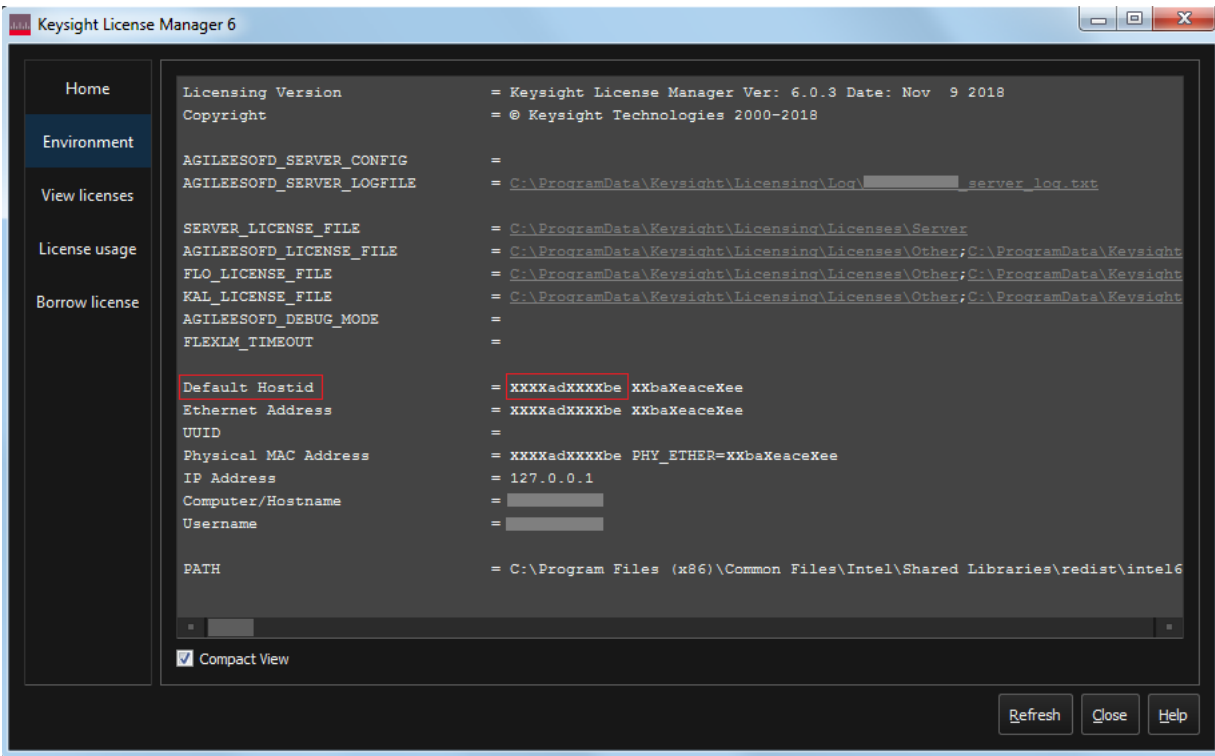 Keysight License Manager 6
Home
Environment
View licenses
License usage
Borrow license
Licensing Version = Keysight License Manager Ver: 6.0.3 Date: Nov  9 2018
Copyright = © Keysight Technologies 2000-2018
AGILEESOFD_SERVER_CONFIG =
AGILEESOFD_SERVER_LOGFILE = C:\ProgramData\Keysight\Licensing\Log\ _server_log.txt
SERVER_LICENSE_FILE = C:\ProgramData\Keysight\Licensing\Licenses\Server
AGILEESOFD_LICENSE_FILE = C:\ProgramData\Keysight\Licensing\Licenses\Other;C:\ProgramData\Keysight
FLO_LICENSE_FILE = C:\ProgramData\Keysight\Licensing\Licenses\Other;C:\ProgramData\Keysight
KAL_LICENSE_FILE = C:\ProgramData\Keysight\Licensing\Licenses\Other;C:\ProgramData\Keysight
AGILEESOFD_DEBUG_MODE =
FLEXLM_TIMEOUT =
Default Hostid = XXXXadXXXXbe XXbaXeaceXee
Ethernet Address = XXXXadXXXXbe XXbaXeaceXee
UUID =
Physical MAC Address = XXXXadXXXXbe PHY_ETHER=XXbaXeaceXee
IP Address = 127.0.0.1
Computer/Hostname =
Username =
PATH = C:\Program Files (x86)\Common Files\Intel\Shared Libraries\redist\intel6
Compact View
Refresh
Close
Help